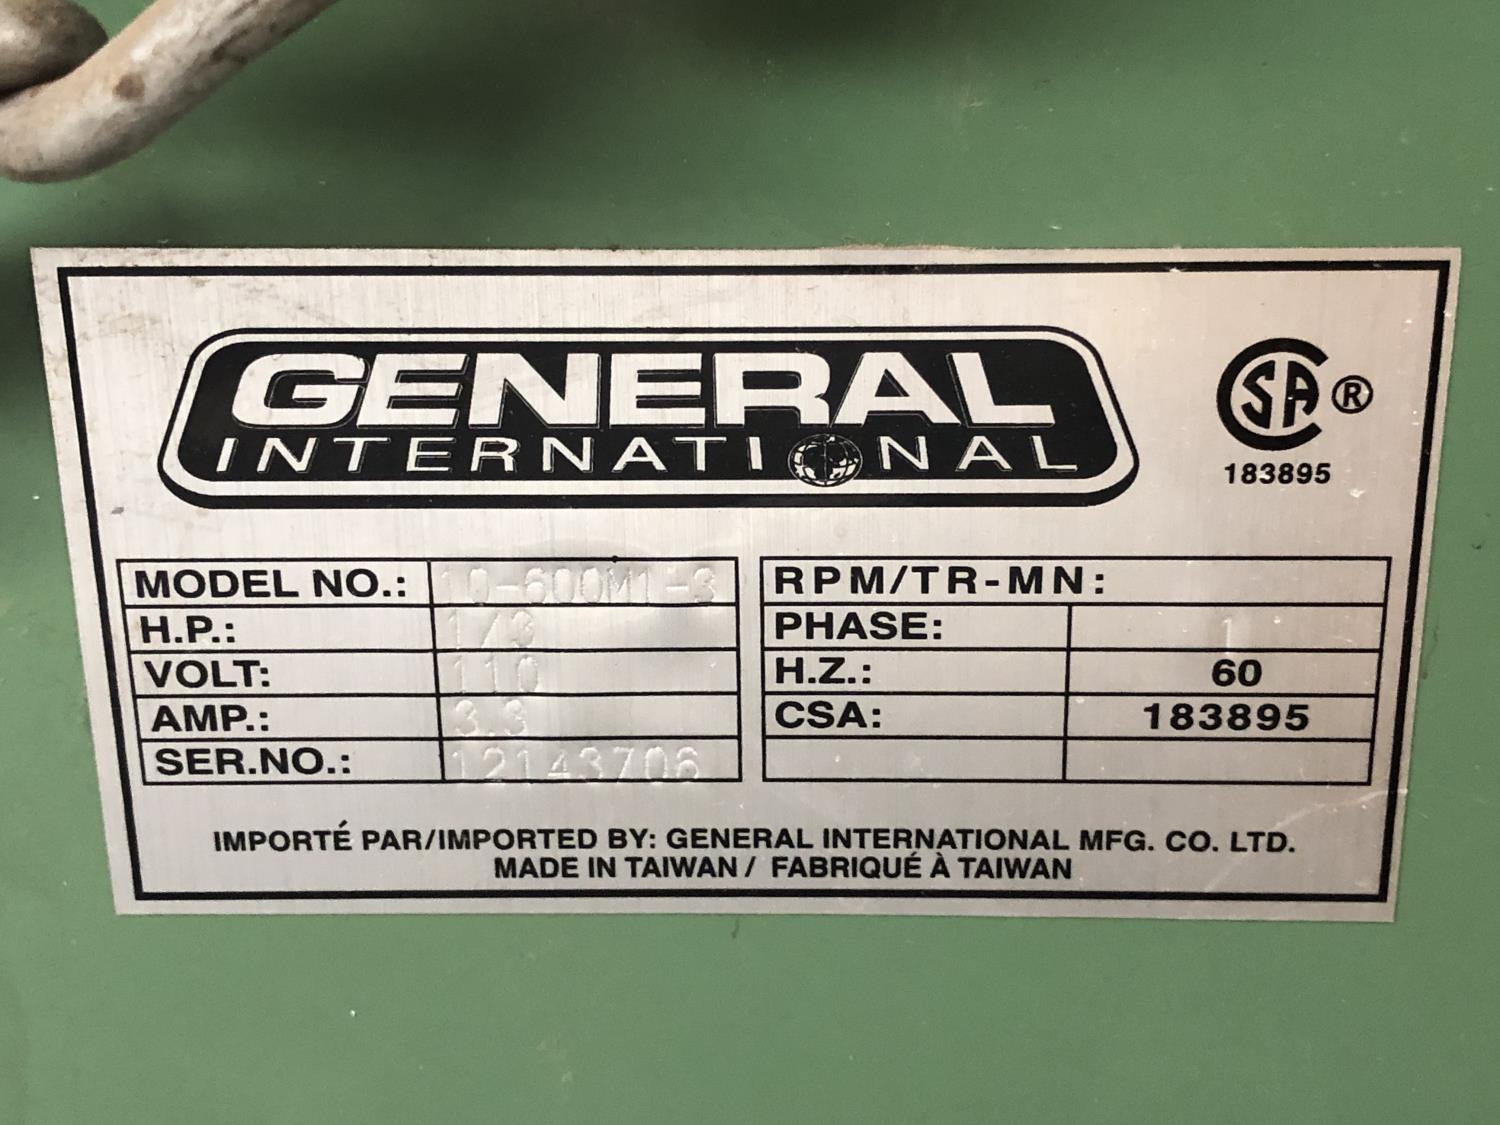 GENERAL
INTERNATIONAL
CSA ®
183895
MODEL NO.: 10-600M1-3
H.P.: 1/3
VOLT: 110
AMP.: 3.3
SER.NO.: 12143706
RPM/TR-MN:
PHASE: 1
H.Z.: 60
CSA: 183895
IMPORTÉ PAR/IMPORTED BY: GENERAL INTERNATIONAL MFG. CO. LTD.
MADE IN TAIWAN / FABRIQUÉ À TAIWAN